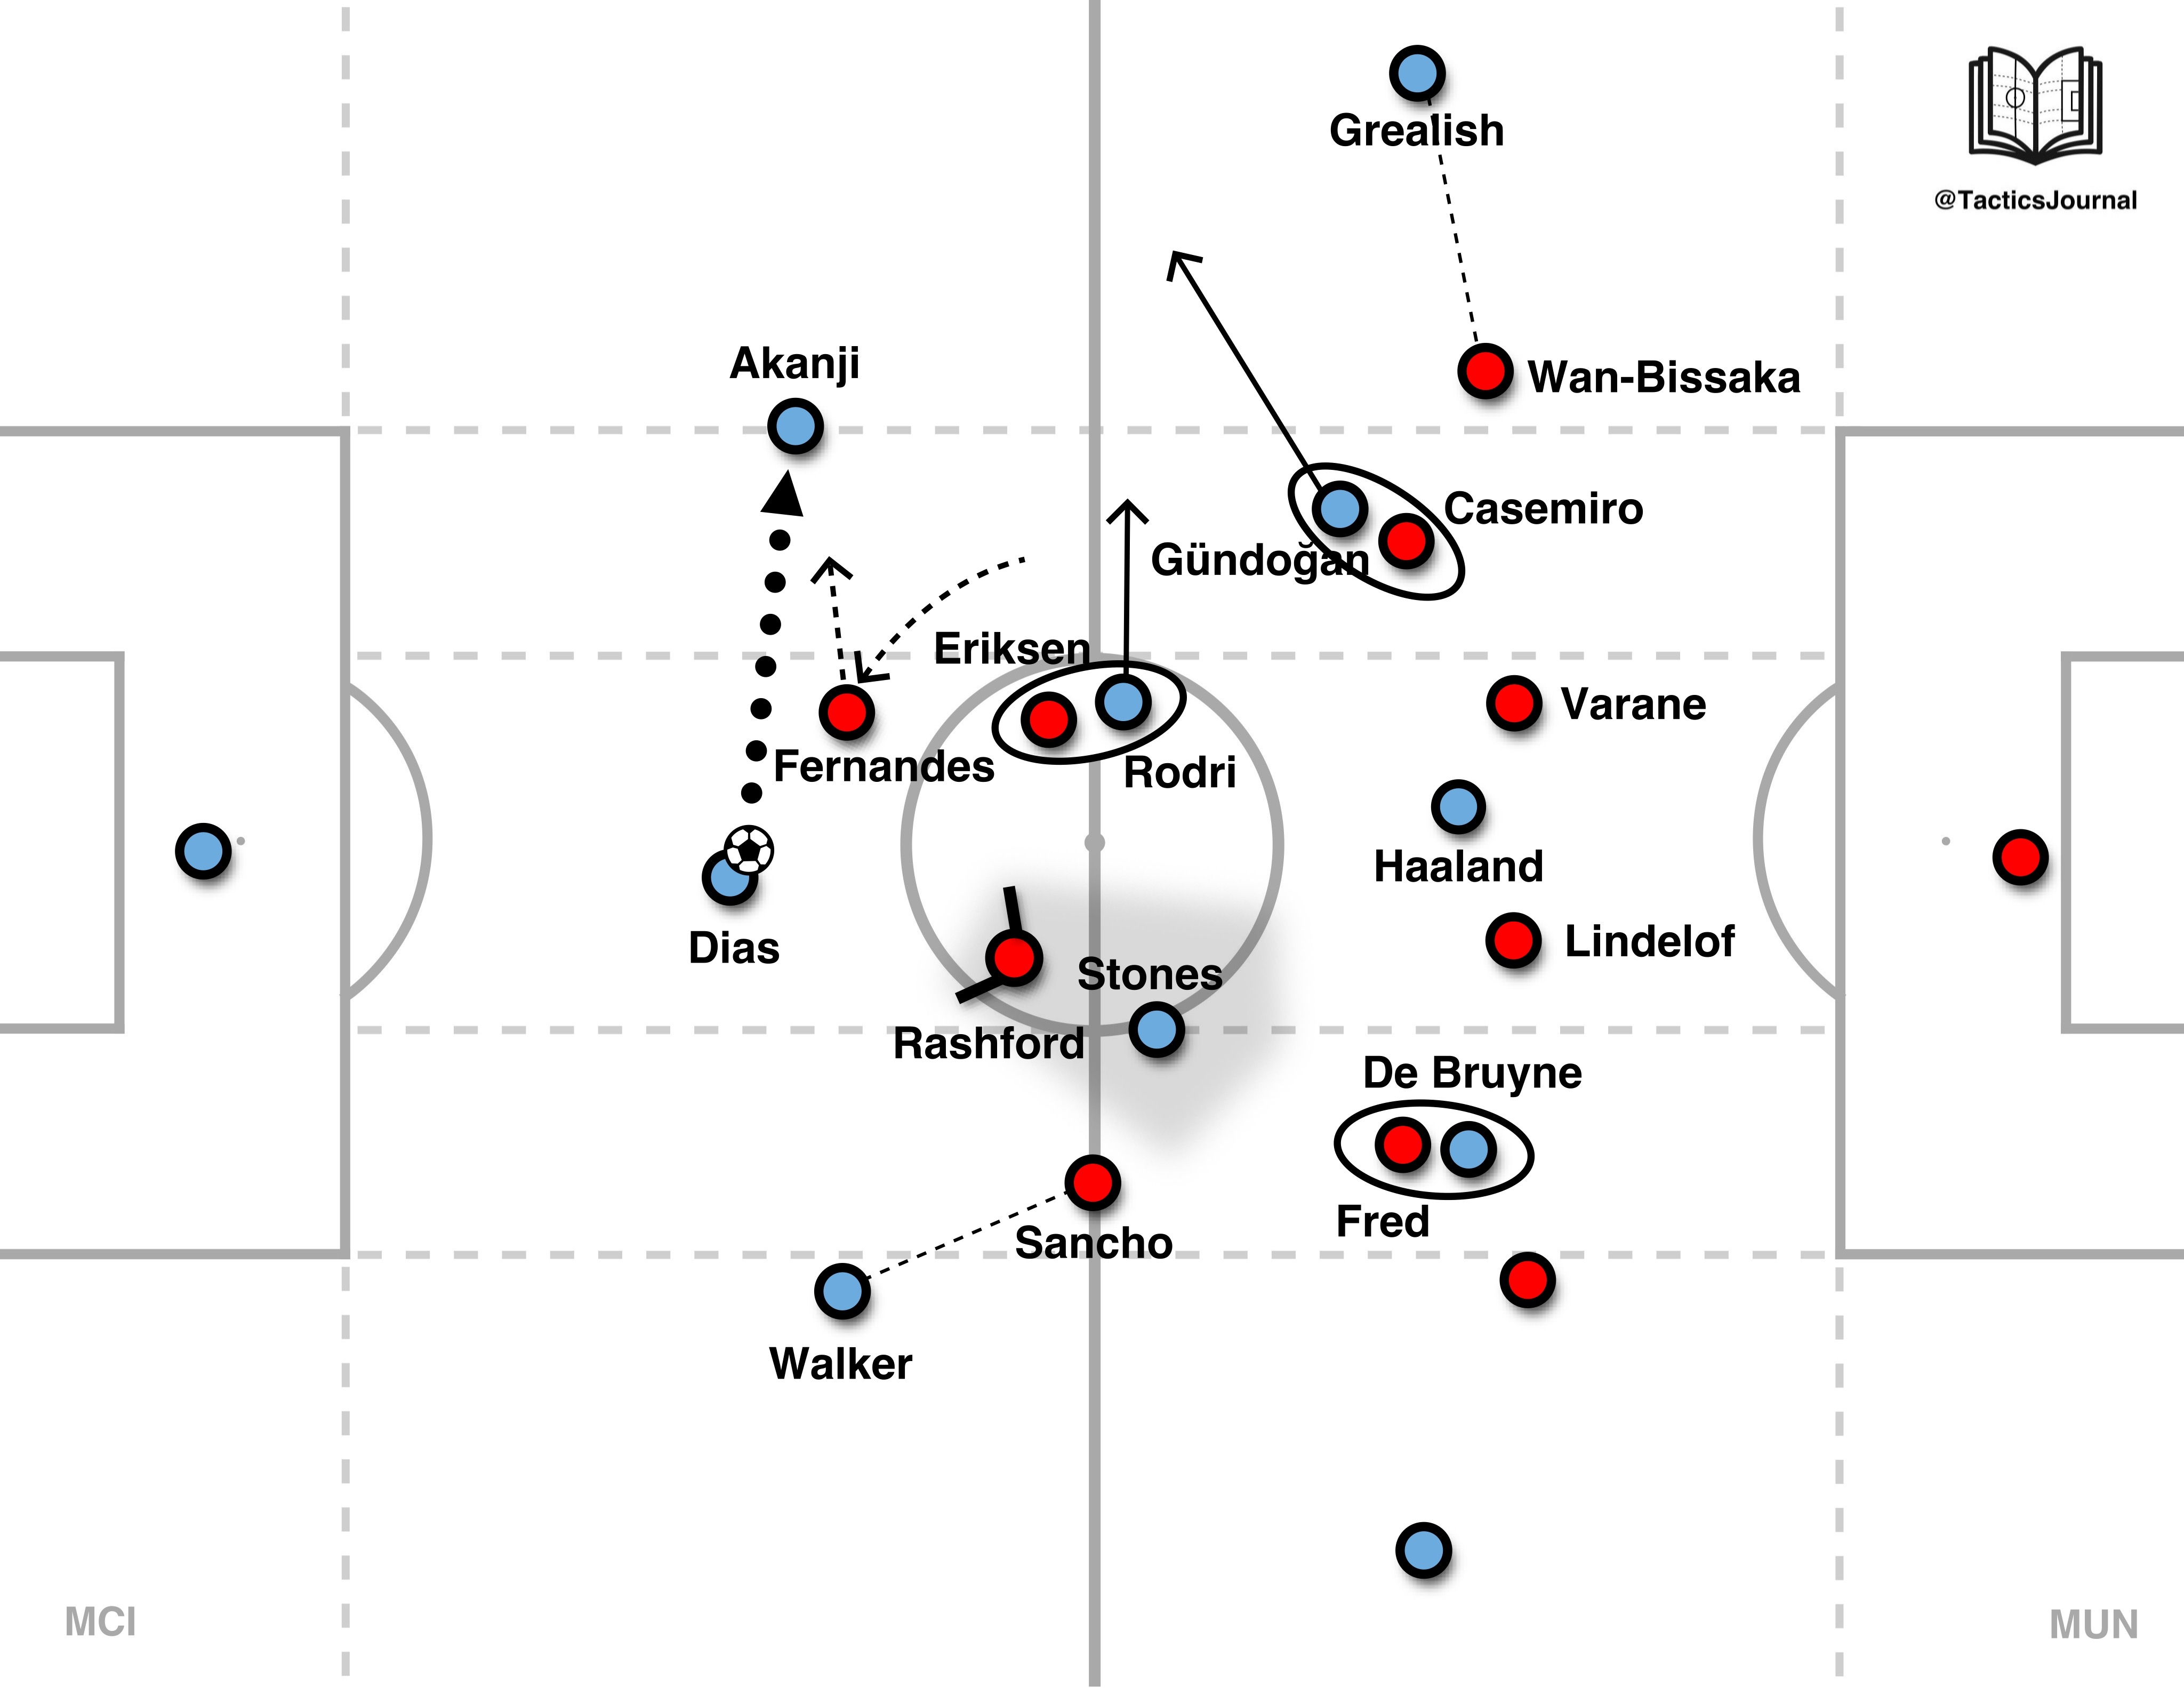 Grealish
@TacticsJournal
Akanji
Wan-Bissaka
Casemiro
Gündoğan
Eriksen
Varane
Fernandes
Rodri
Haaland
Dias
Lindelof
Stones
Rashford
De Bruyne
Fred
Sancho
Walker
MCI
MUN